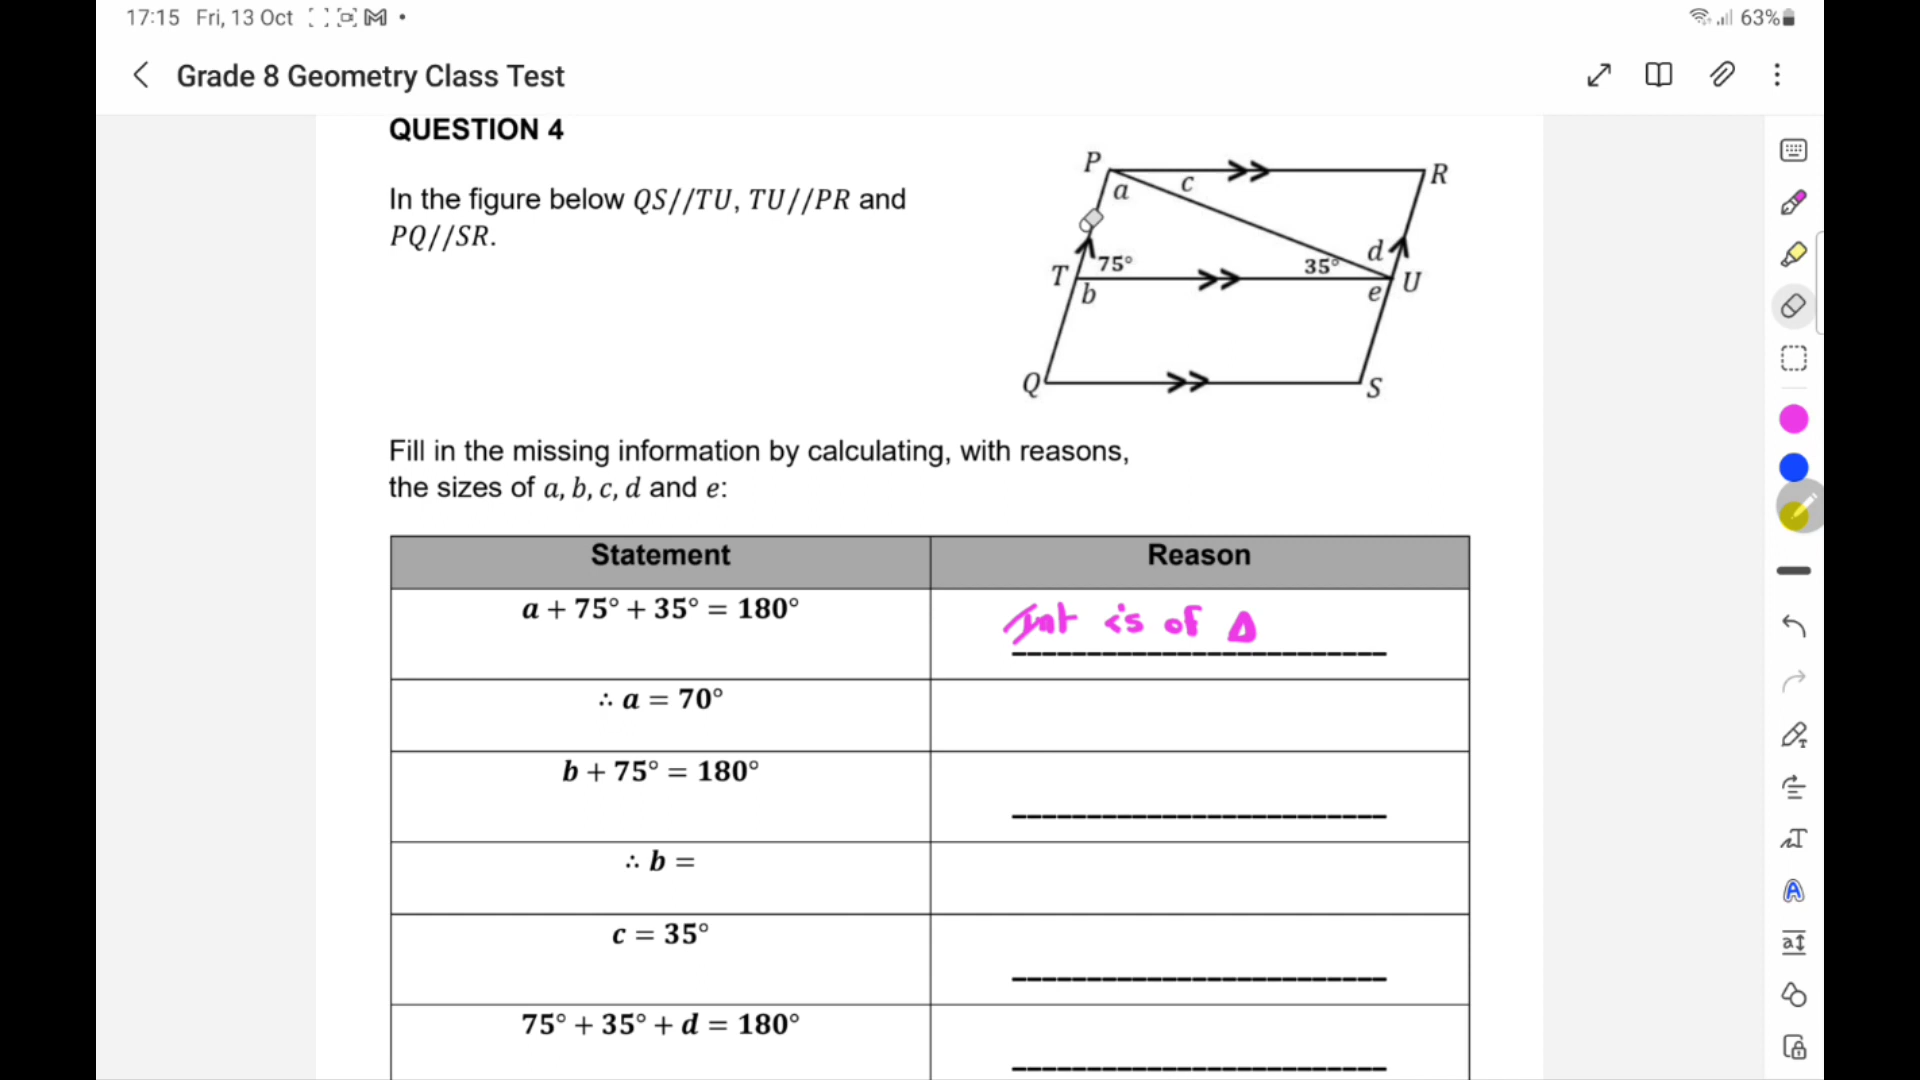 17:15 Fri, 13 Oct
63%
Grade 8 Geometry Class Test
QUESTION 4
In the figure below QS//TU, TU//PR and
PQ//SR.
P
R
a
c
d
T
75°
35°
U
b
e
Q
S
Fill in the missing information by calculating, with reasons,
the sizes of a, b, c, d and e:
Statement
Reason
a + 75° + 35° = 180°
Int <'s of Δ
∴ a = 70°
b + 75° = 180°
∴ b =
c = 35°
75° + 35° + d = 180°